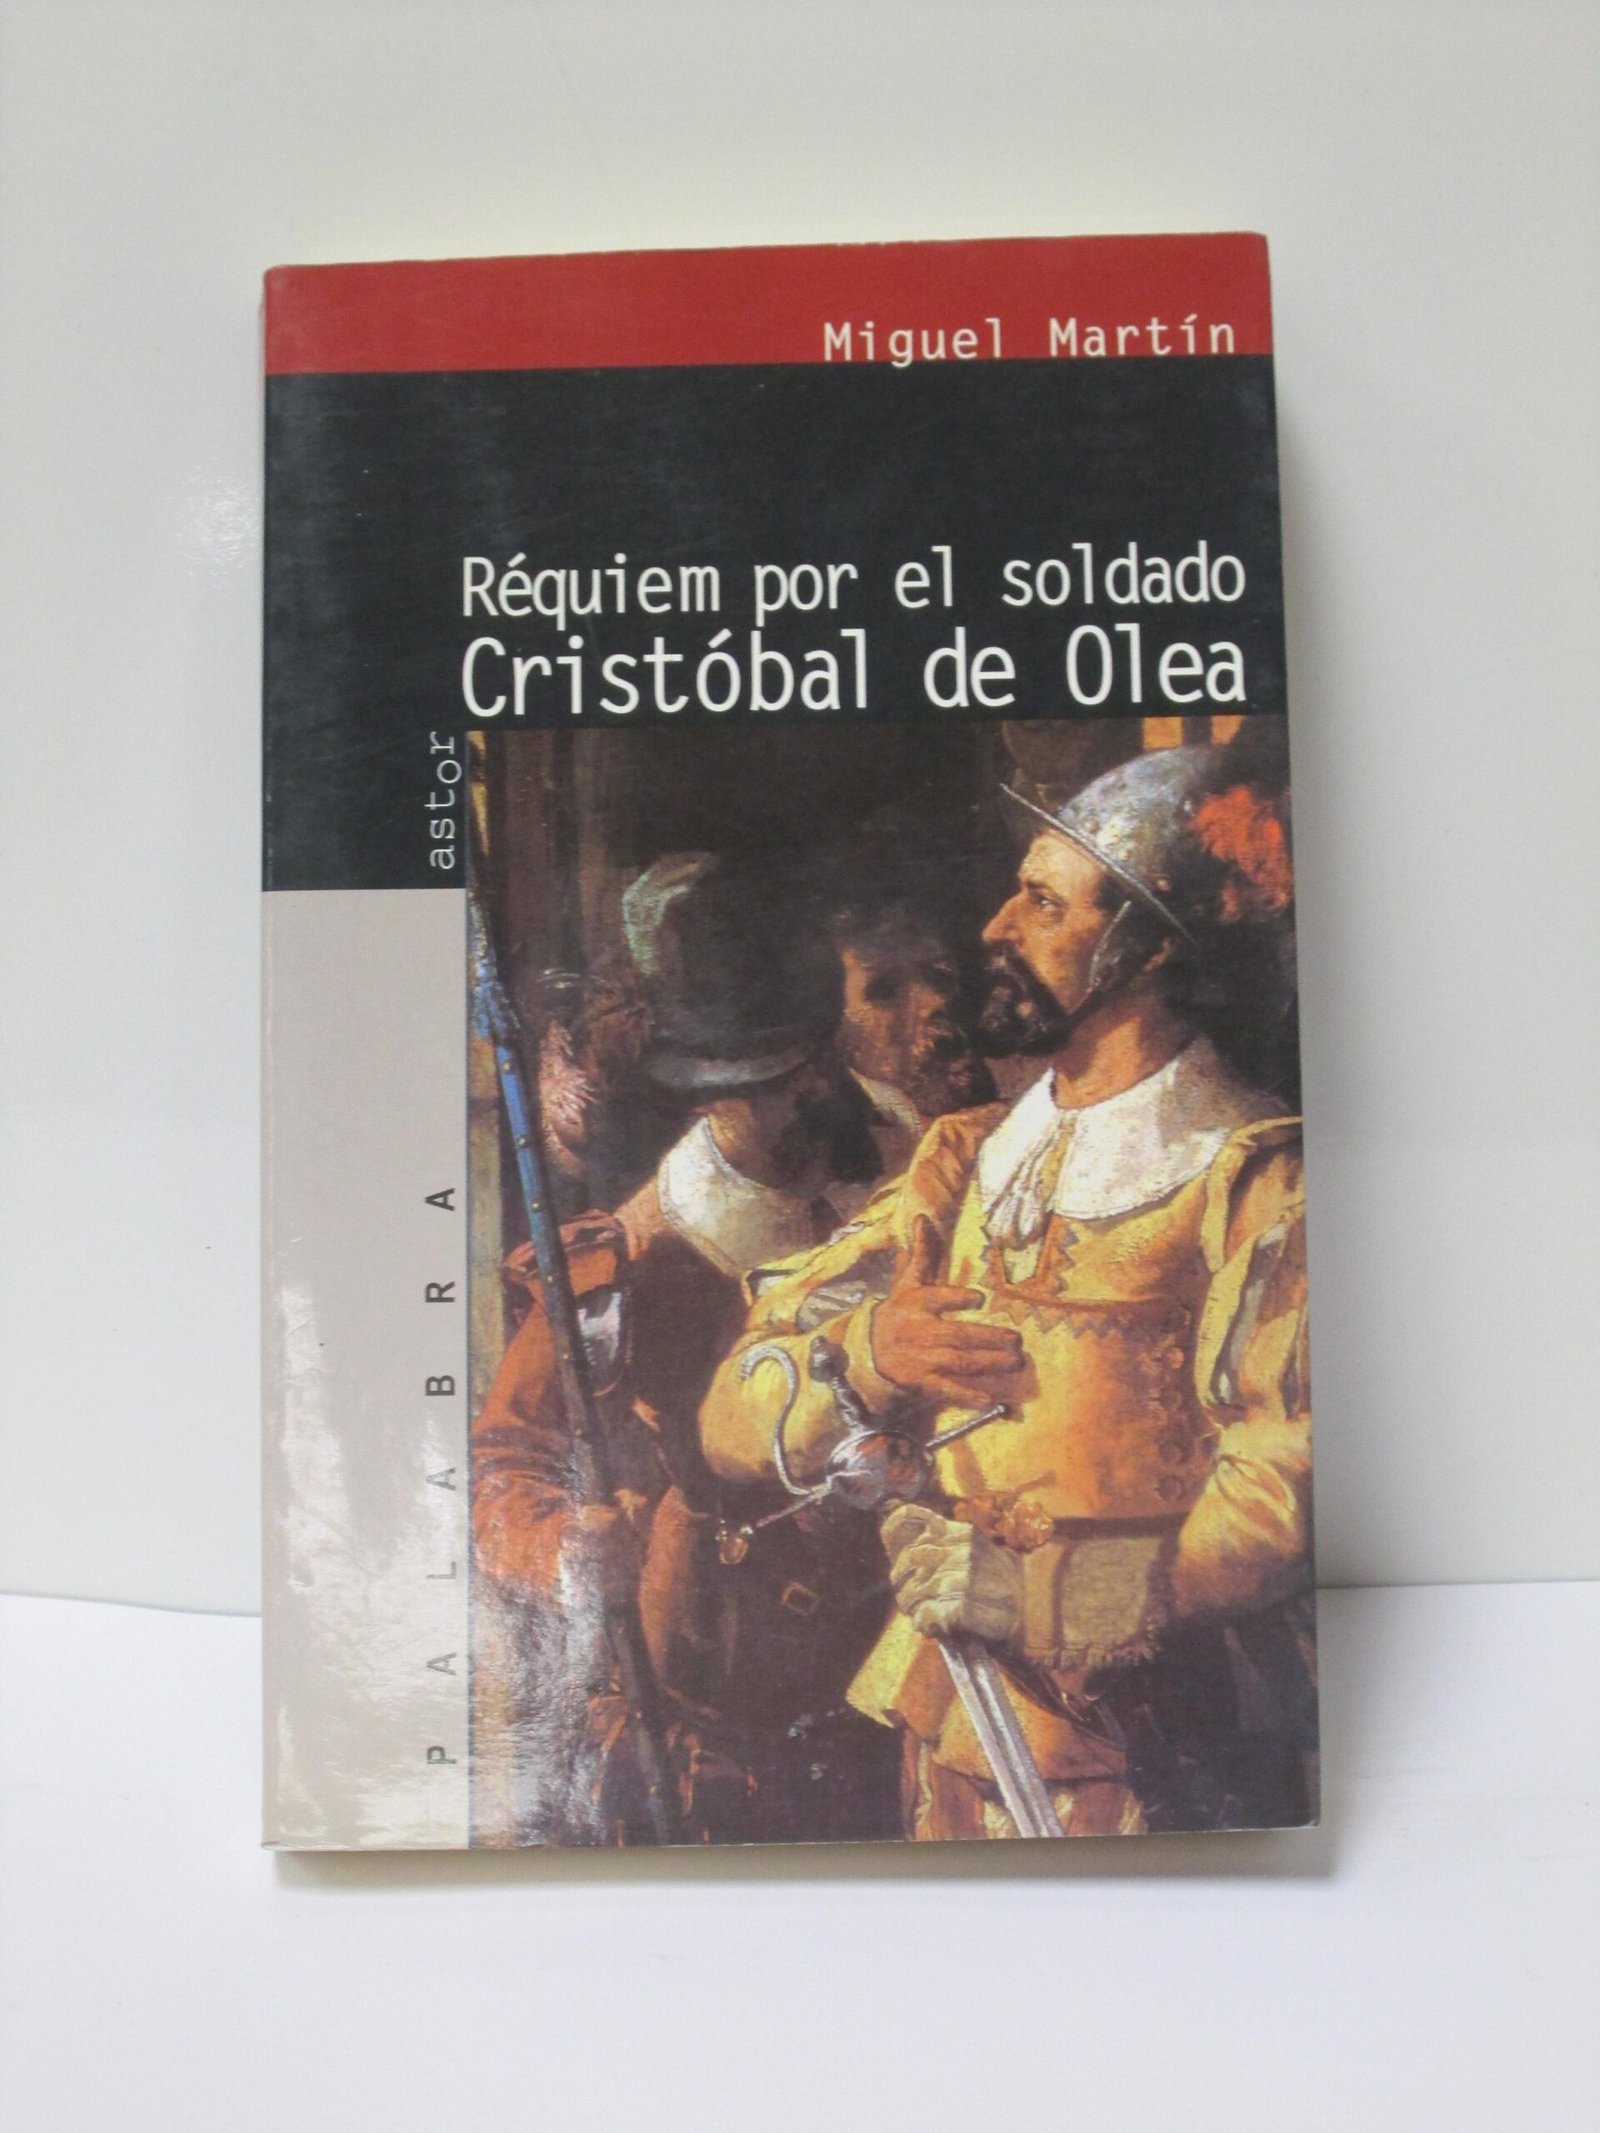 Miguel Martín
Réquiem por el soldado
Cristóbal de Olea
astor
PALABRA